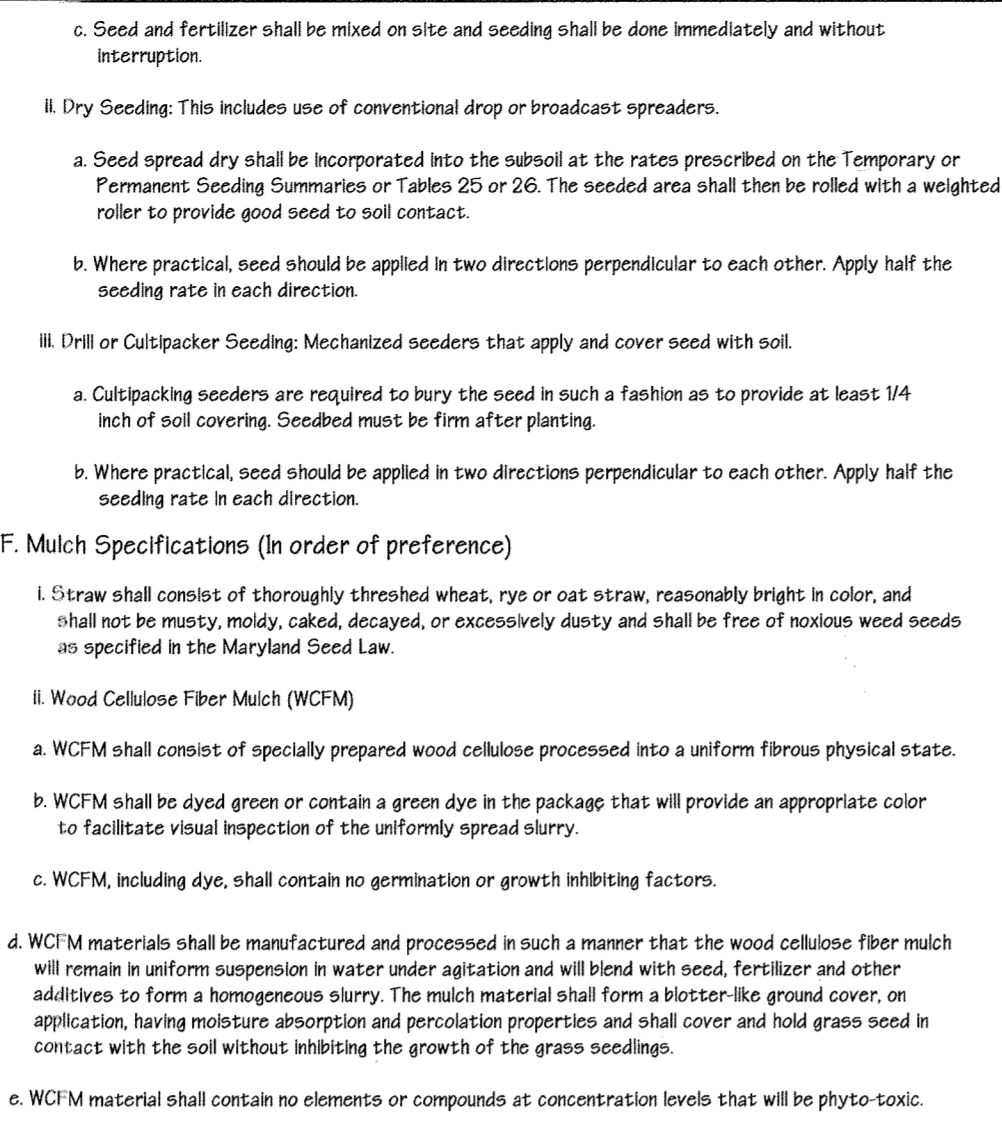 c. Seed and fertilizer shall be mixed on site and seeding shall be done immediately and without
interruption.
ii. Dry Seeding: This includes use of conventional drop or broadcast spreaders.
a. Seed spread dry shall be incorporated into the subsoil at the rates prescribed on the Temporary or
Permanent Seeding Summaries or Tables 25 or 26. The seeded area shall then be rolled with a weighted
roller to provide good seed to soil contact.
b. Where practical, seed should be applied in two directions perpendicular to each other. Apply half the
seeding rate in each direction.
iii. Drill or Cultipacker Seeding: Mechanized seeders that apply and cover seed with soil.
a. Cultipacking seeders are required to bury the seed in such a fashion as to provide at least 1/4
inch of soil covering. Seedbed must be firm after planting.
b. Where practical, seed should be applied in two directions perpendicular to each other. Apply half the
seeding rate in each direction.
F. Mulch Specifications (In order of preference)
i. Straw shall consist of thoroughly threshed wheat, rye or oat straw, reasonably bright in color, and
shall not be musty, moldy, caked, decayed, or excessively dusty and shall be free of noxious weed seeds
as specified in the Maryland Seed Law.
ii. Wood Cellulose Fiber Mulch (WCFM)
a. WCFM shall consist of specially prepared wood cellulose processed into a uniform fibrous physical state.
b. WCFM shall be dyed green or contain a green dye in the package that will provide an appropriate color
to facilitate visual inspection of the uniformly spread slurry.
c. WCFM, including dye, shall contain no germination or growth inhibiting factors.
d. WCFM materials shall be manufactured and processed in such a manner that the wood cellulose fiber mulch
will remain in uniform suspension in water under agitation and will blend with seed, fertilizer and other
additives to form a homogeneous slurry. The mulch material shall form a blotter-like ground cover, on
application, having moisture absorption and percolation properties and shall cover and hold grass seed in
contact with the soil without inhibiting the growth of the grass seedlings.
e. WCFM material shall contain no elements or compounds at concentration levels that will be phyto-toxic.